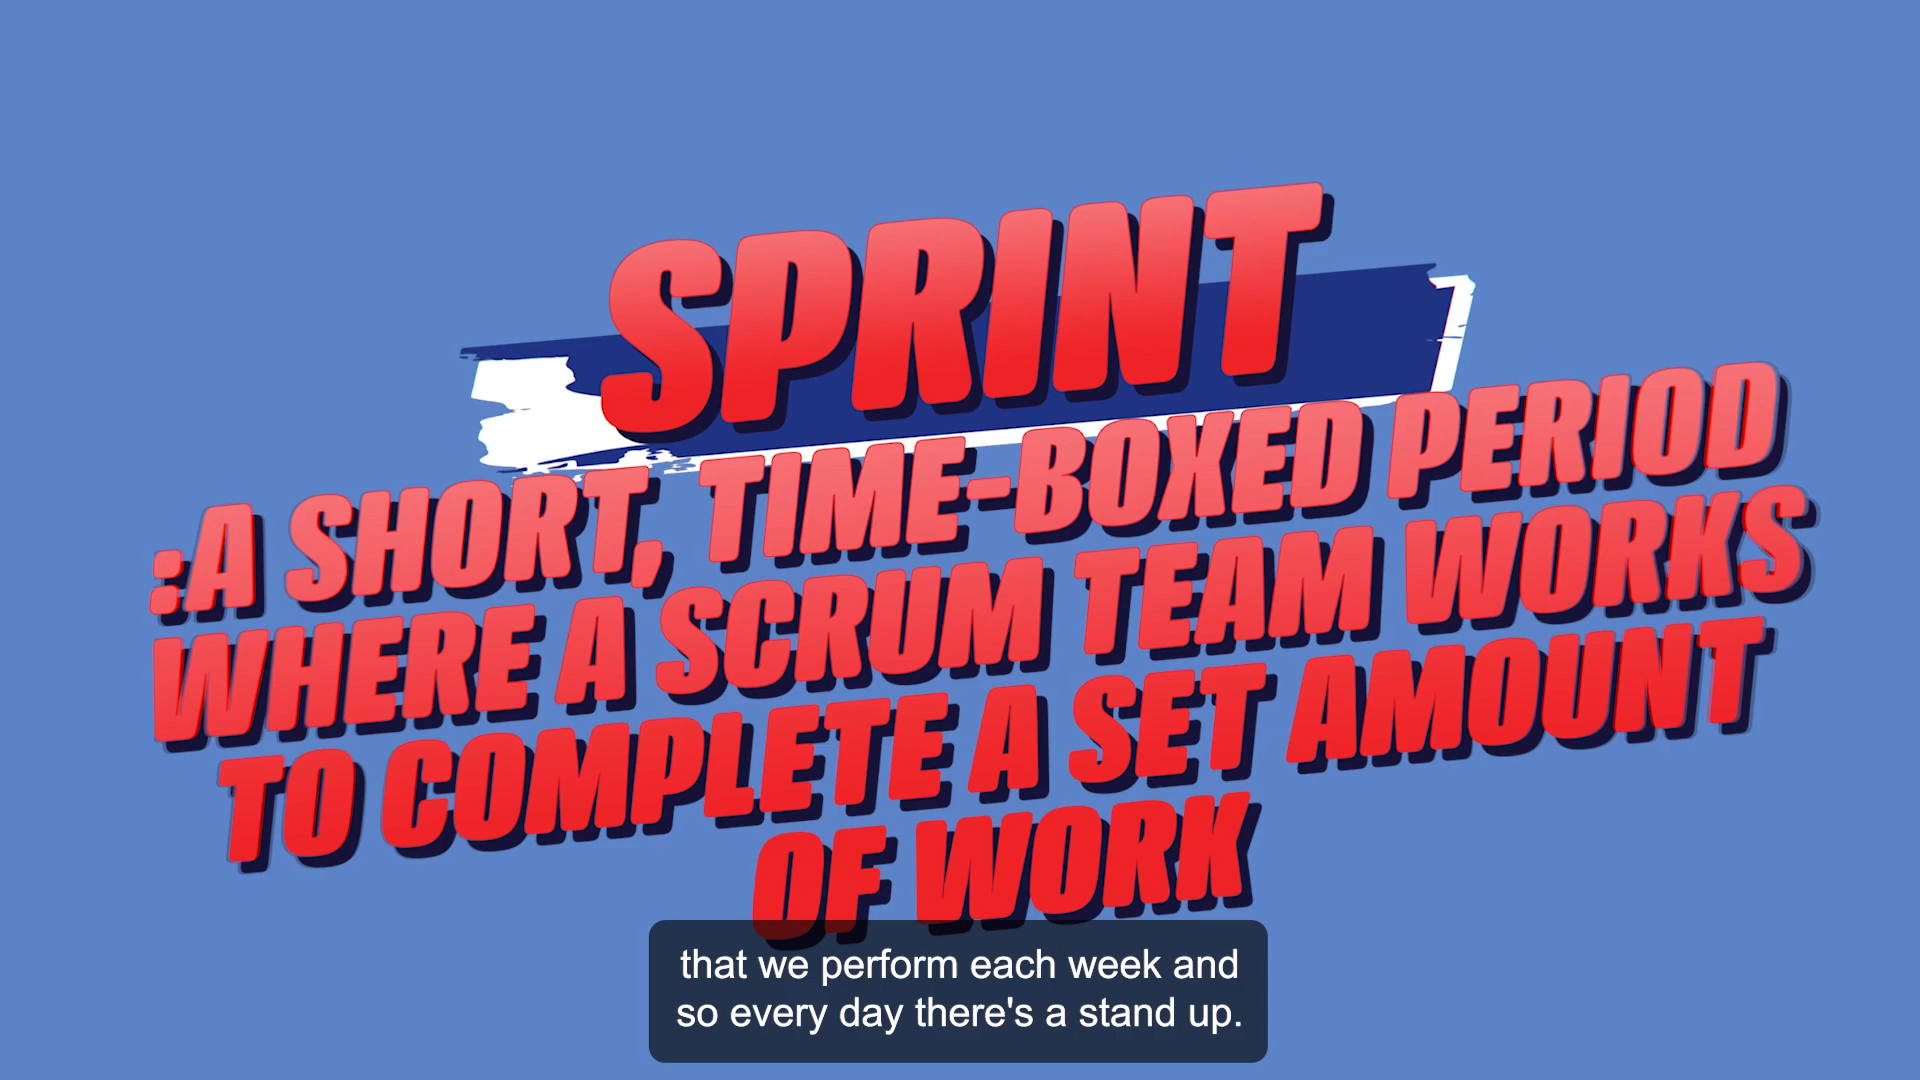 SPRINT
:A SHORT, TIME-BOXED PERIOD
WHERE A SCRUM TEAM WORKS
TO COMPLETE A SET AMOUNT
OF WORK
that we perform each week and
so every day there's a stand up.